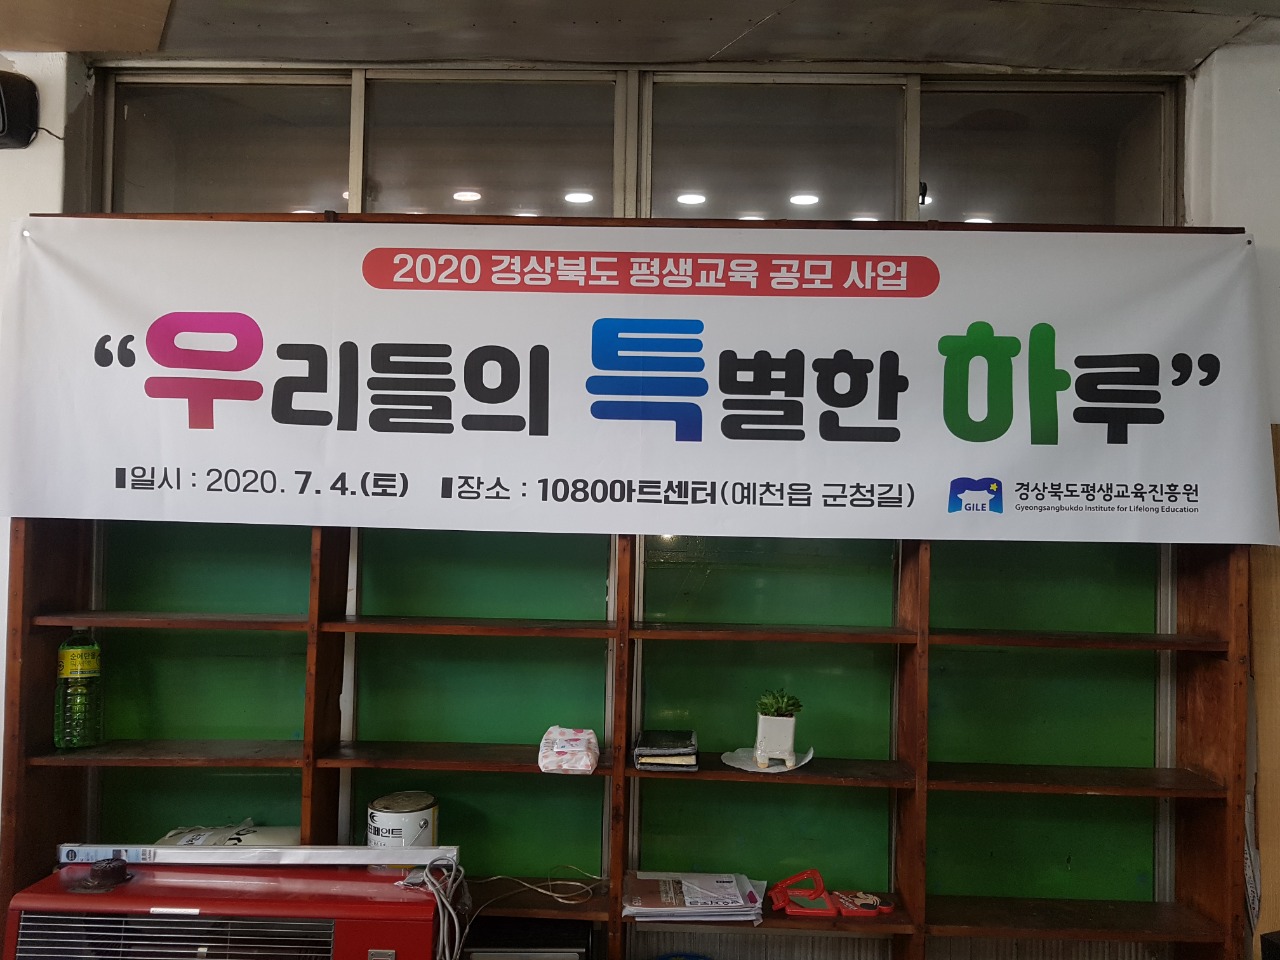 2020 경상북도 평생교육 공모 사업
“우리들의 특별한 하루”
▮일시 : 2020. 7. 4.(토) ▮장소 : 10800아트센터(예천읍 군청길)
GILE 경상북도평생교육진흥원
Gyeongsangbukdo Institute for Lifelong Education
페인트